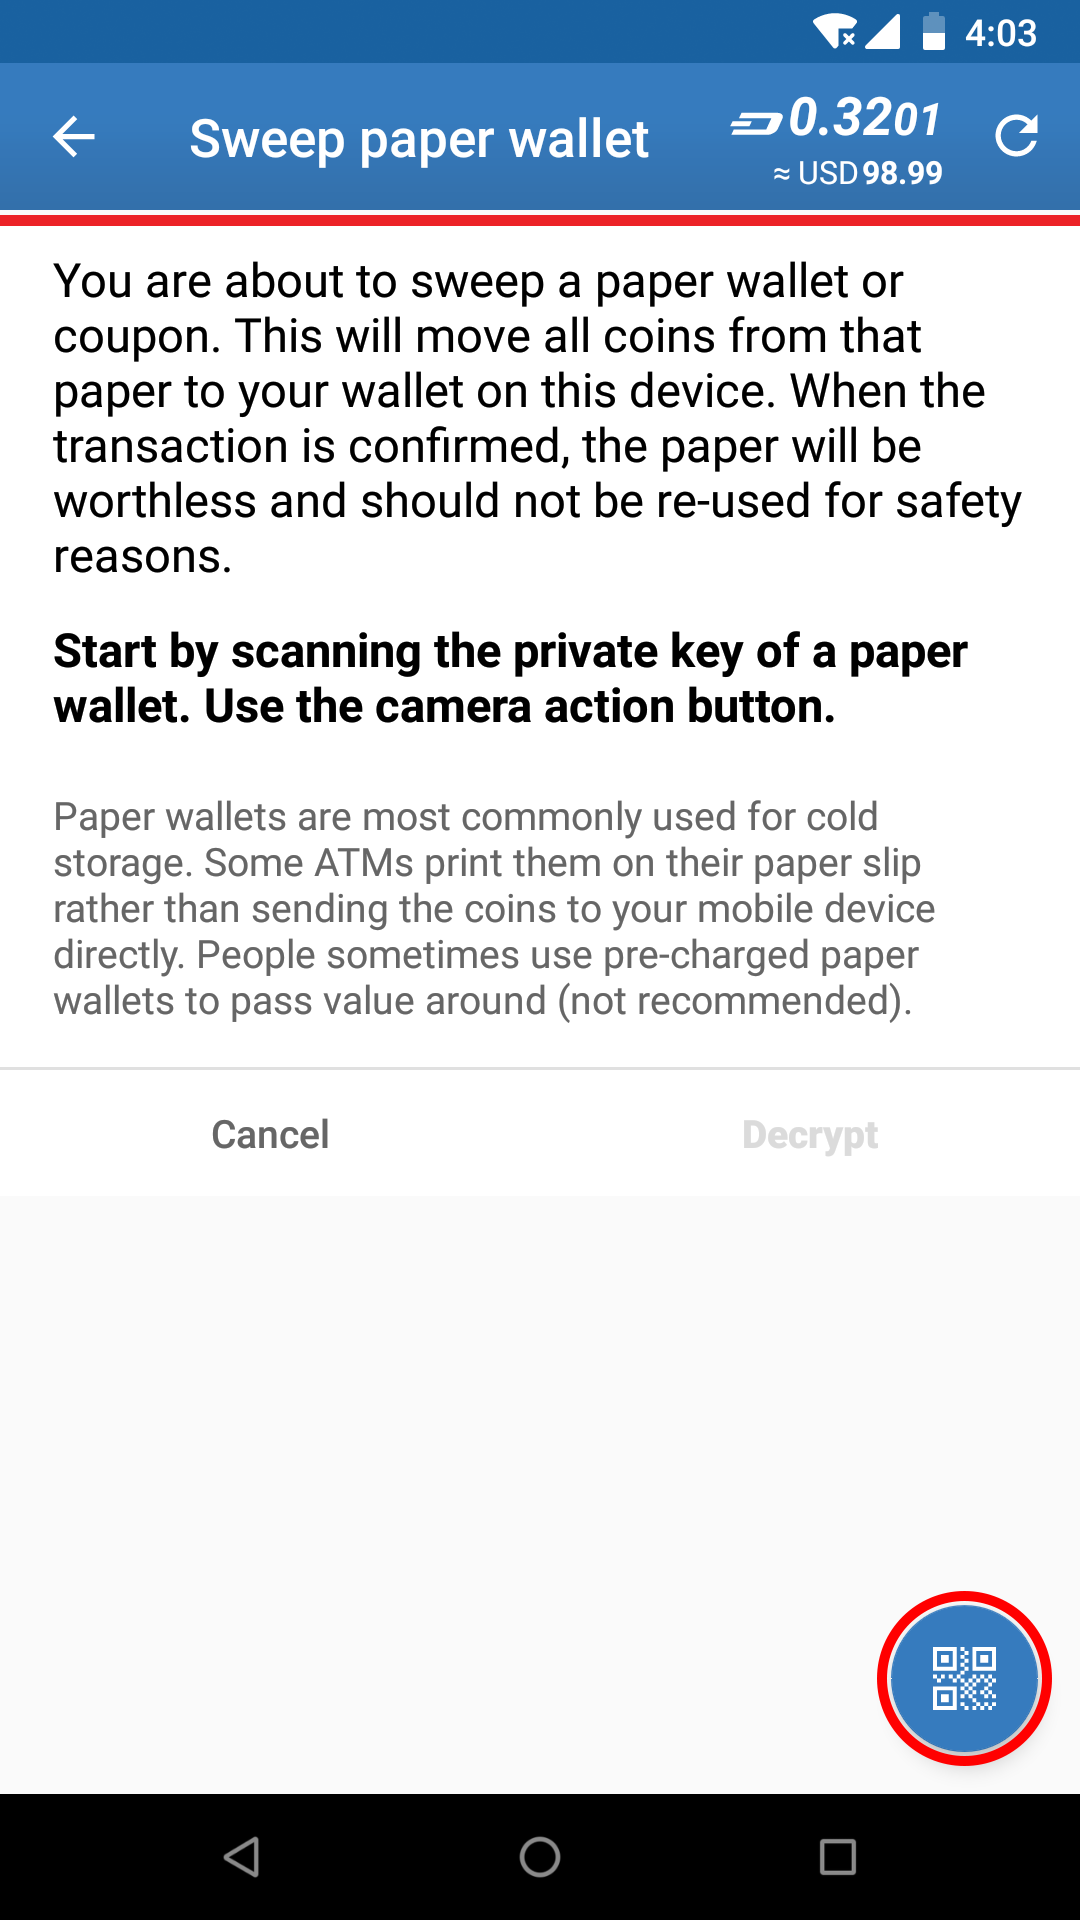 4:03
Sweep paper wallet
0.3201
≈ USD 98.99
You are about to sweep a paper wallet or
coupon. This will move all coins from that
paper to your wallet on this device. When the
transaction is confirmed, the paper will be
worthless and should not be re-used for safety
reasons.
Start by scanning the private key of a paper
wallet. Use the camera action button.
Paper wallets are most commonly used for cold
storage. Some ATMs print them on their paper slip
rather than sending the coins to your mobile device
directly. People sometimes use pre-charged paper
wallets to pass value around (not recommended).
Cancel
Decrypt